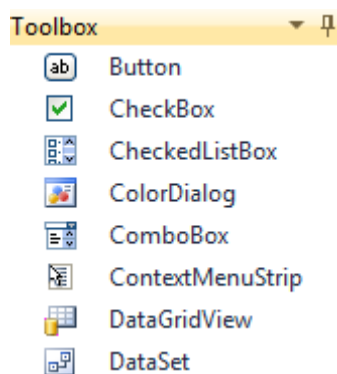 Toolbox
ab Button
CheckBox
CheckedListBox
ColorDialog
ComboBox
ContextMenuStrip
DataGridView
DataSet